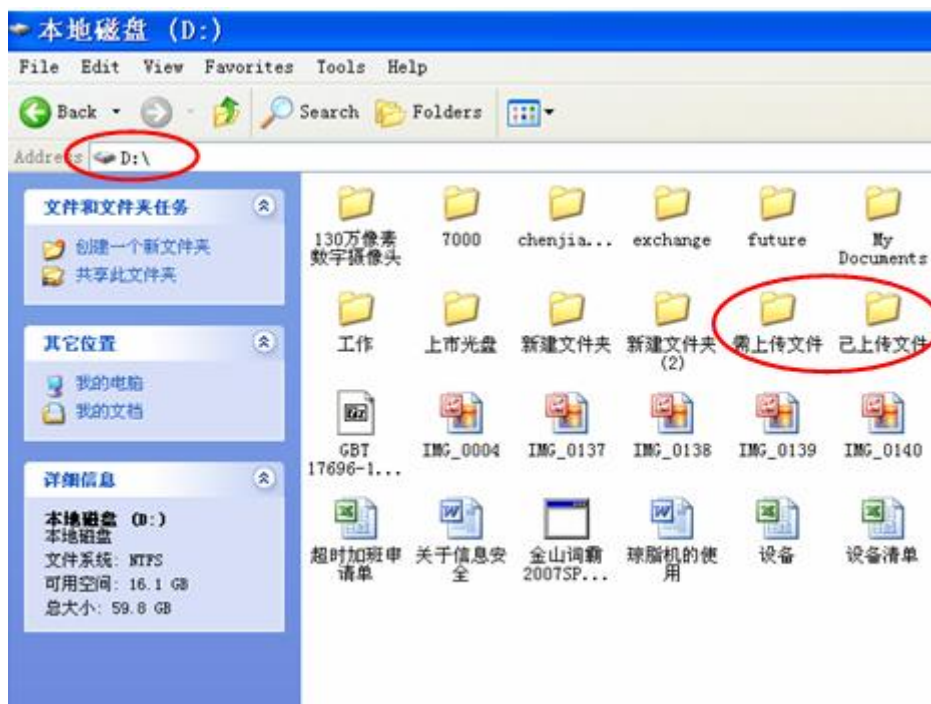 本地磁盘 (D:)
File Edit View Favorites Tools Help
Back Search Folders
Address D:\
文件和文件夹任务
创建一个新文件夹
共享此文件夹
其它位置
我的电脑
我的文档
详细信息
本地磁盘 (D:)
本地磁盘
文件系统: NTFS
可用空间: 16.1 GB
总大小: 59.8 GB
130万像素 7000 chenjia... exchange future My
数字摄像头 Documents
工作 上市光盘 新建文件夹 新建文件夹 需上传文件 已上传文件
(2)
GBT IMG_0004 IMG_0137 IMG_0138 IMG_0139 IMG_0140
17696-1...
超时加班申 关于信息安 金山词霸 琼脂机的使 设备 设备清单
请单 全 2007SP... 用